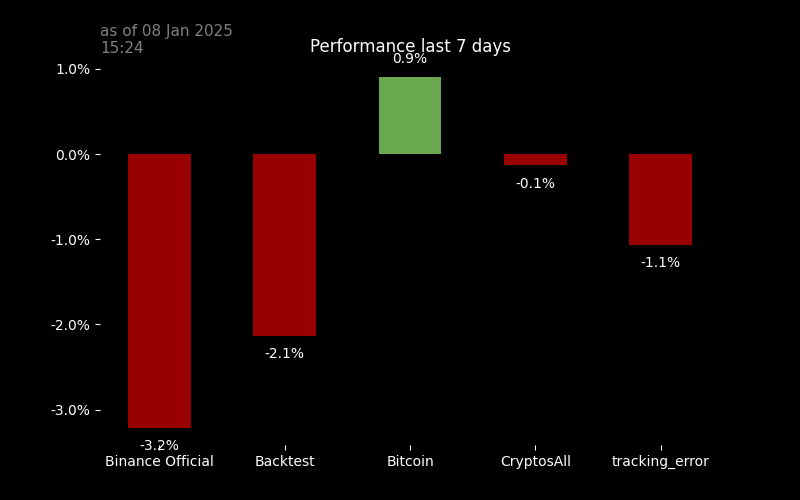 as of 08 Jan 2025
15:24
Performance last 7 days
1.0%
0.0%
-1.0%
-2.0%
-3.0%
0.9%
-0.1%
-1.1%
-2.1%
-3.2%
Binance Official
Backtest
Bitcoin
CryptosAll
tracking_error